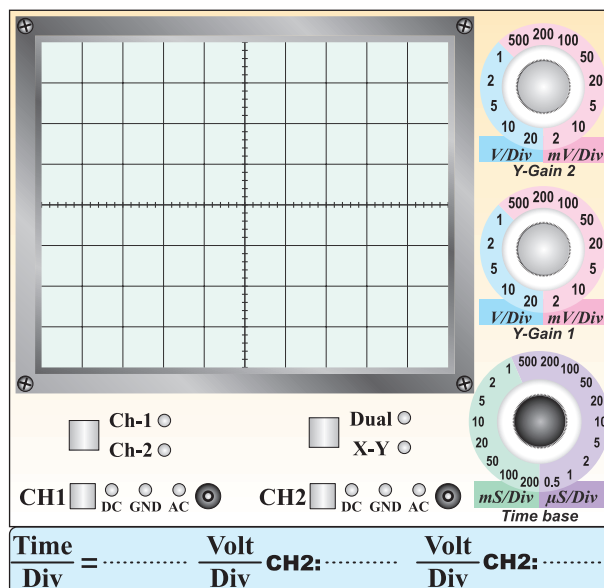 500 200 100
1 50
2 20
5 5
10 2
20
V/Div mV/Div
Y-Gain 2
500 200 100
1 50
2 20
5 5
10 2
20
V/Div mV/Div
Y-Gain 1
500 200
1 100
2 50
5 20
10 10
20 5
50 2
100 1
200 0.5
mS/Div µS/Div
Time base
Ch-1
Ch-2
Dual
X-Y
CH1 DC GND AC
CH2 DC GND AC
Time/Div = ............ Volt/Div CH2: ............ Volt/Div CH2: ............